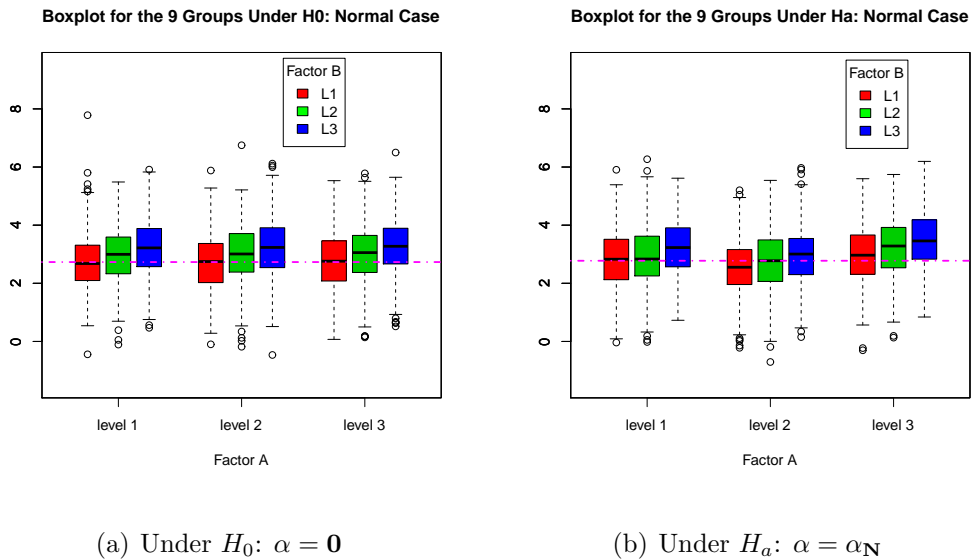 Boxplot for the 9 Groups Under H0: Normal Case
Factor B
L1
L2
L3
8
6
4
2
0
level 1
level 2
level 3
Factor A
(a) Under H₀: α = 0
Boxplot for the 9 Groups Under Ha: Normal Case
Factor B
L1
L2
L3
8
6
4
2
0
level 1
level 2
level 3
Factor A
(b) Under Hₐ: α = α_N